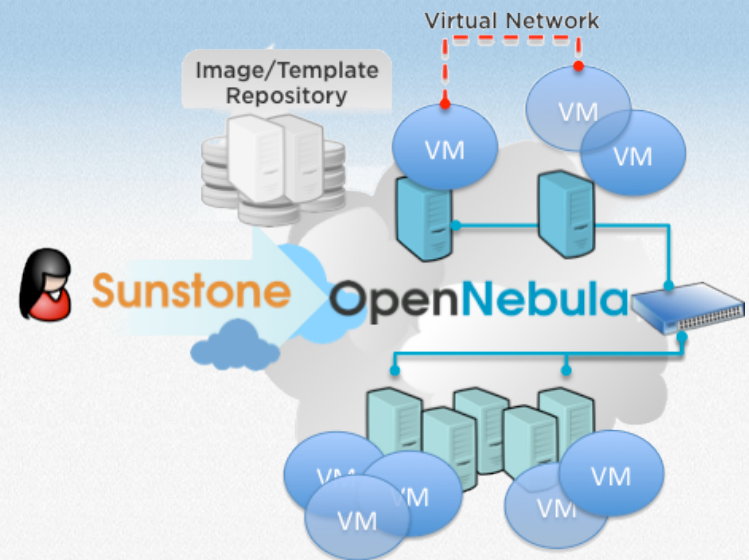 Virtual Network
Image/Template
Repository
VM
VM
VM
Sunstone
OpenNebula
VM
VM
VM
VM
VM